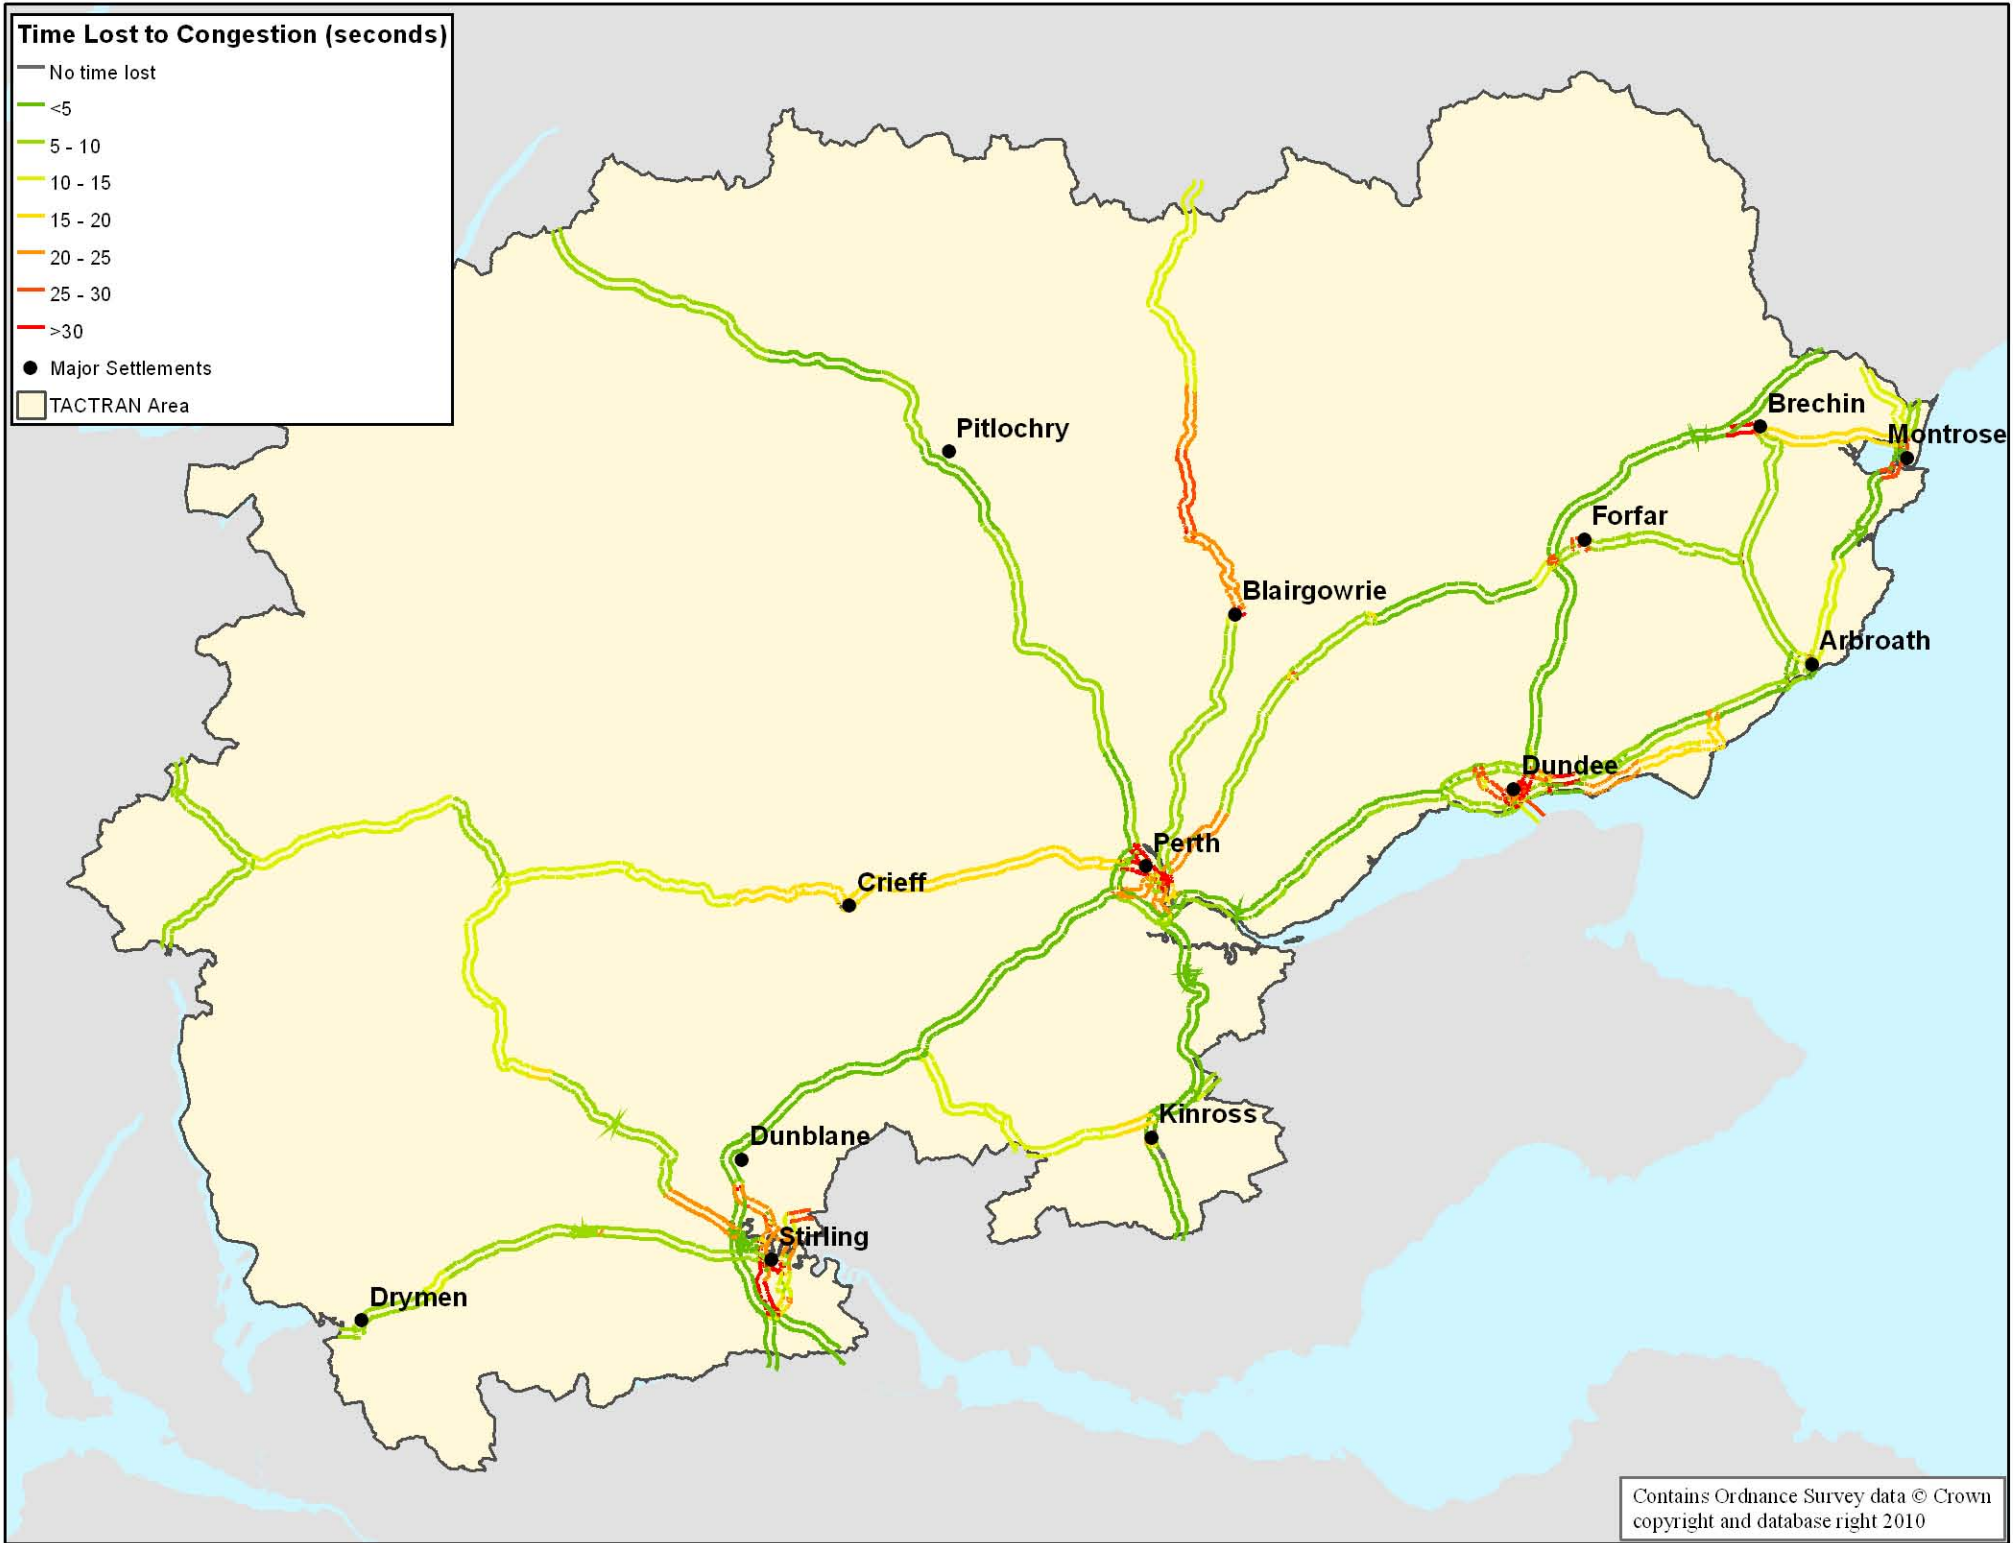 Time Lost to Congestion (seconds)
No time lost
<5
5 - 10
10 - 15
15 - 20
20 - 25
25 - 30
>30
Major Settlements
TACTRAN Area
Pitlochry
Brechin
Montrose
Forfar
Blairgowrie
Arbroath
Dundee
Perth
Crieff
Kinross
Dunblane
Stirling
Drymen
Contains Ordnance Survey data © Crown
copyright and database right 2010